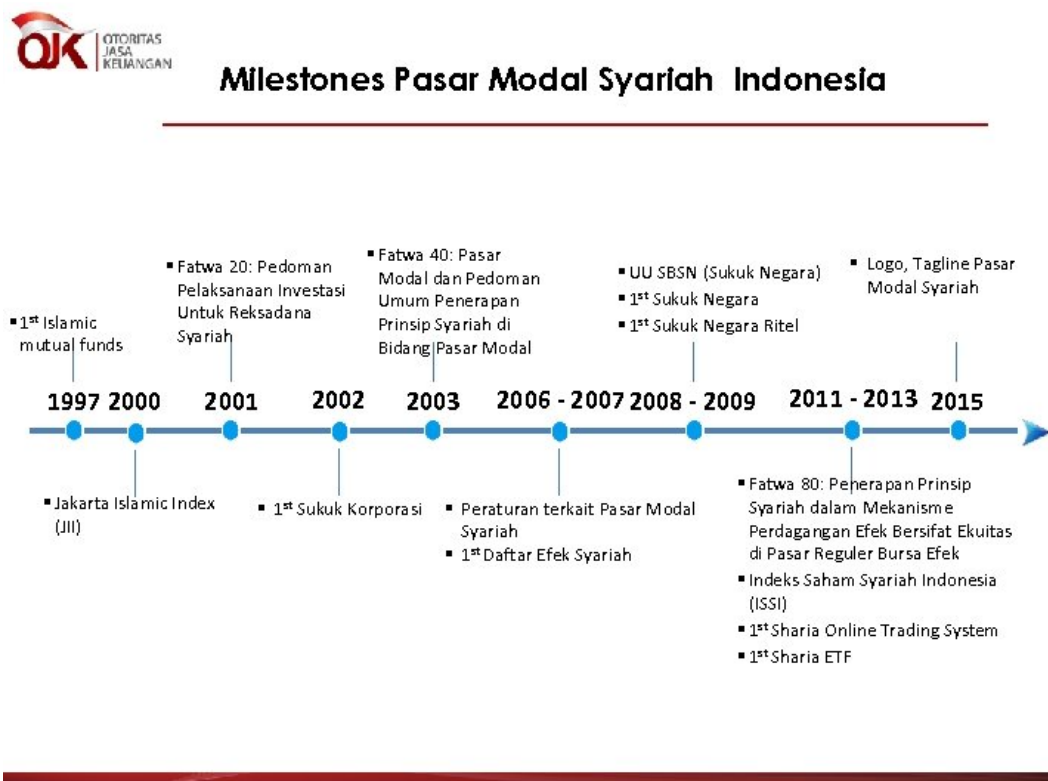 OJK
OTORITAS
JASA
KEUANGAN
Milestones Pasar Modal Syariah Indonesia
▪ 1st Islamic
mutual funds
▪ Fatwa 20: Pedoman
Pelaksanaan Investasi
Untuk Reksadana
Syariah
▪ Fatwa 40: Pasar
Modal dan Pedoman
Umum Penerapan
Prinsip Syariah di
Bidang Pasar Modal
▪ UU SBSN (Sukuk Negara)
▪ 1st Sukuk Negara
▪ 1st Sukuk Negara Ritel
▪ Logo, Tagline Pasar
Modal Syariah
1997 2000 2001 2002 2003 2006 - 2007 2008 - 2009 2011 - 2013 2015
▪ Jakarta Islamic Index
(JII)
▪ 1st Sukuk Korporasi
▪ Peraturan terkait Pasar Modal
Syariah
▪ 1st Daftar Efek Syariah
▪ Fatwa 80: Penerapan Prinsip
Syariah dalam Mekanisme
Perdagangan Efek Bersifat Ekuitas
di Pasar Reguler Bursa Efek
▪ Indeks Saham Syariah Indonesia
(ISSI)
▪ 1st Sharia Online Trading System
▪ 1st Sharia ETF